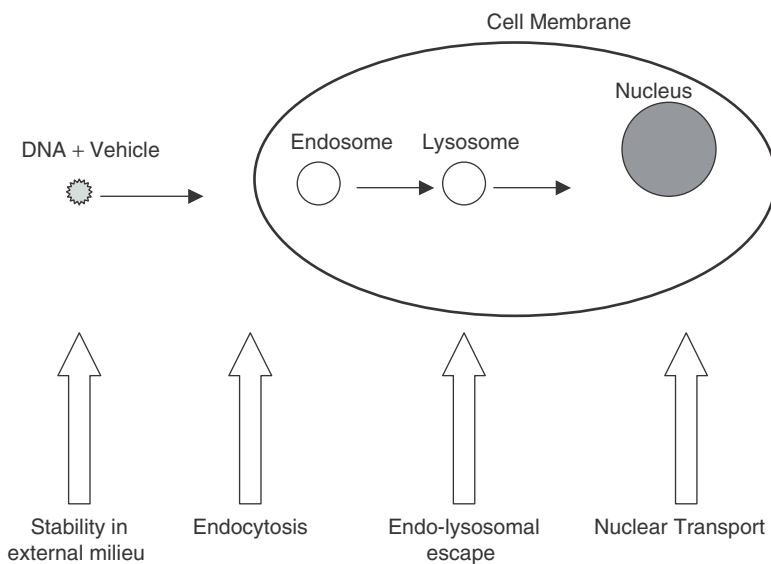 Cell Membrane
Nucleus
DNA + Vehicle
Endosome
Lysosome
Stability in
external milieu
Endocytosis
Endo-lysosomal
escape
Nuclear Transport